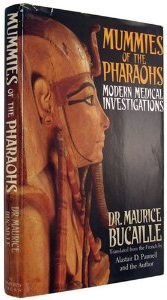 MUMMIES
OF THE PHARAOHS
MODERN MEDICAL
INVESTIGATIONS
DR. MAURICE
BUCAILLE
Translated from the French by
Alastair D. Pannell
and the Author
MUMMIES
OF THE PHARAOHS
DR. MAURICE
BUCAILLE